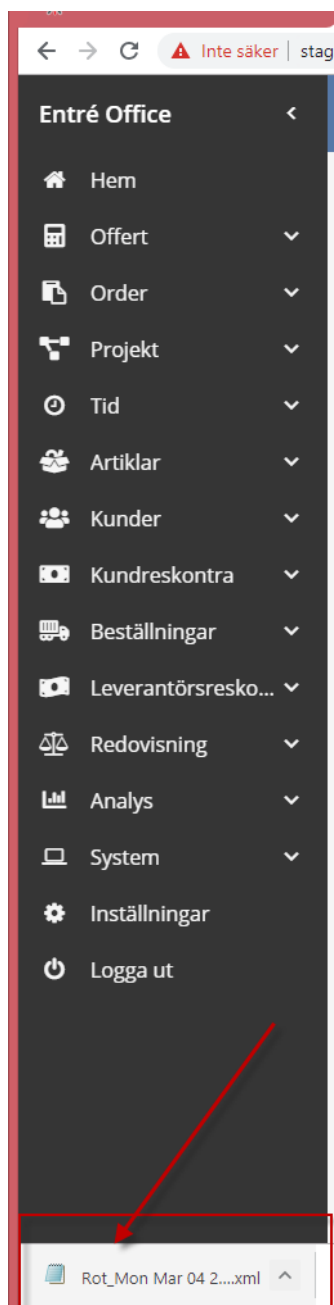 Inte säker | stag
Entré Office
Hem
Offert
Order
Projekt
Tid
Artiklar
Kunder
Kundreskontra
Beställningar
Leverantörsresko...
Redovisning
Analys
System
Inställningar
Logga ut
Rot_Mon Mar 04 2....xml